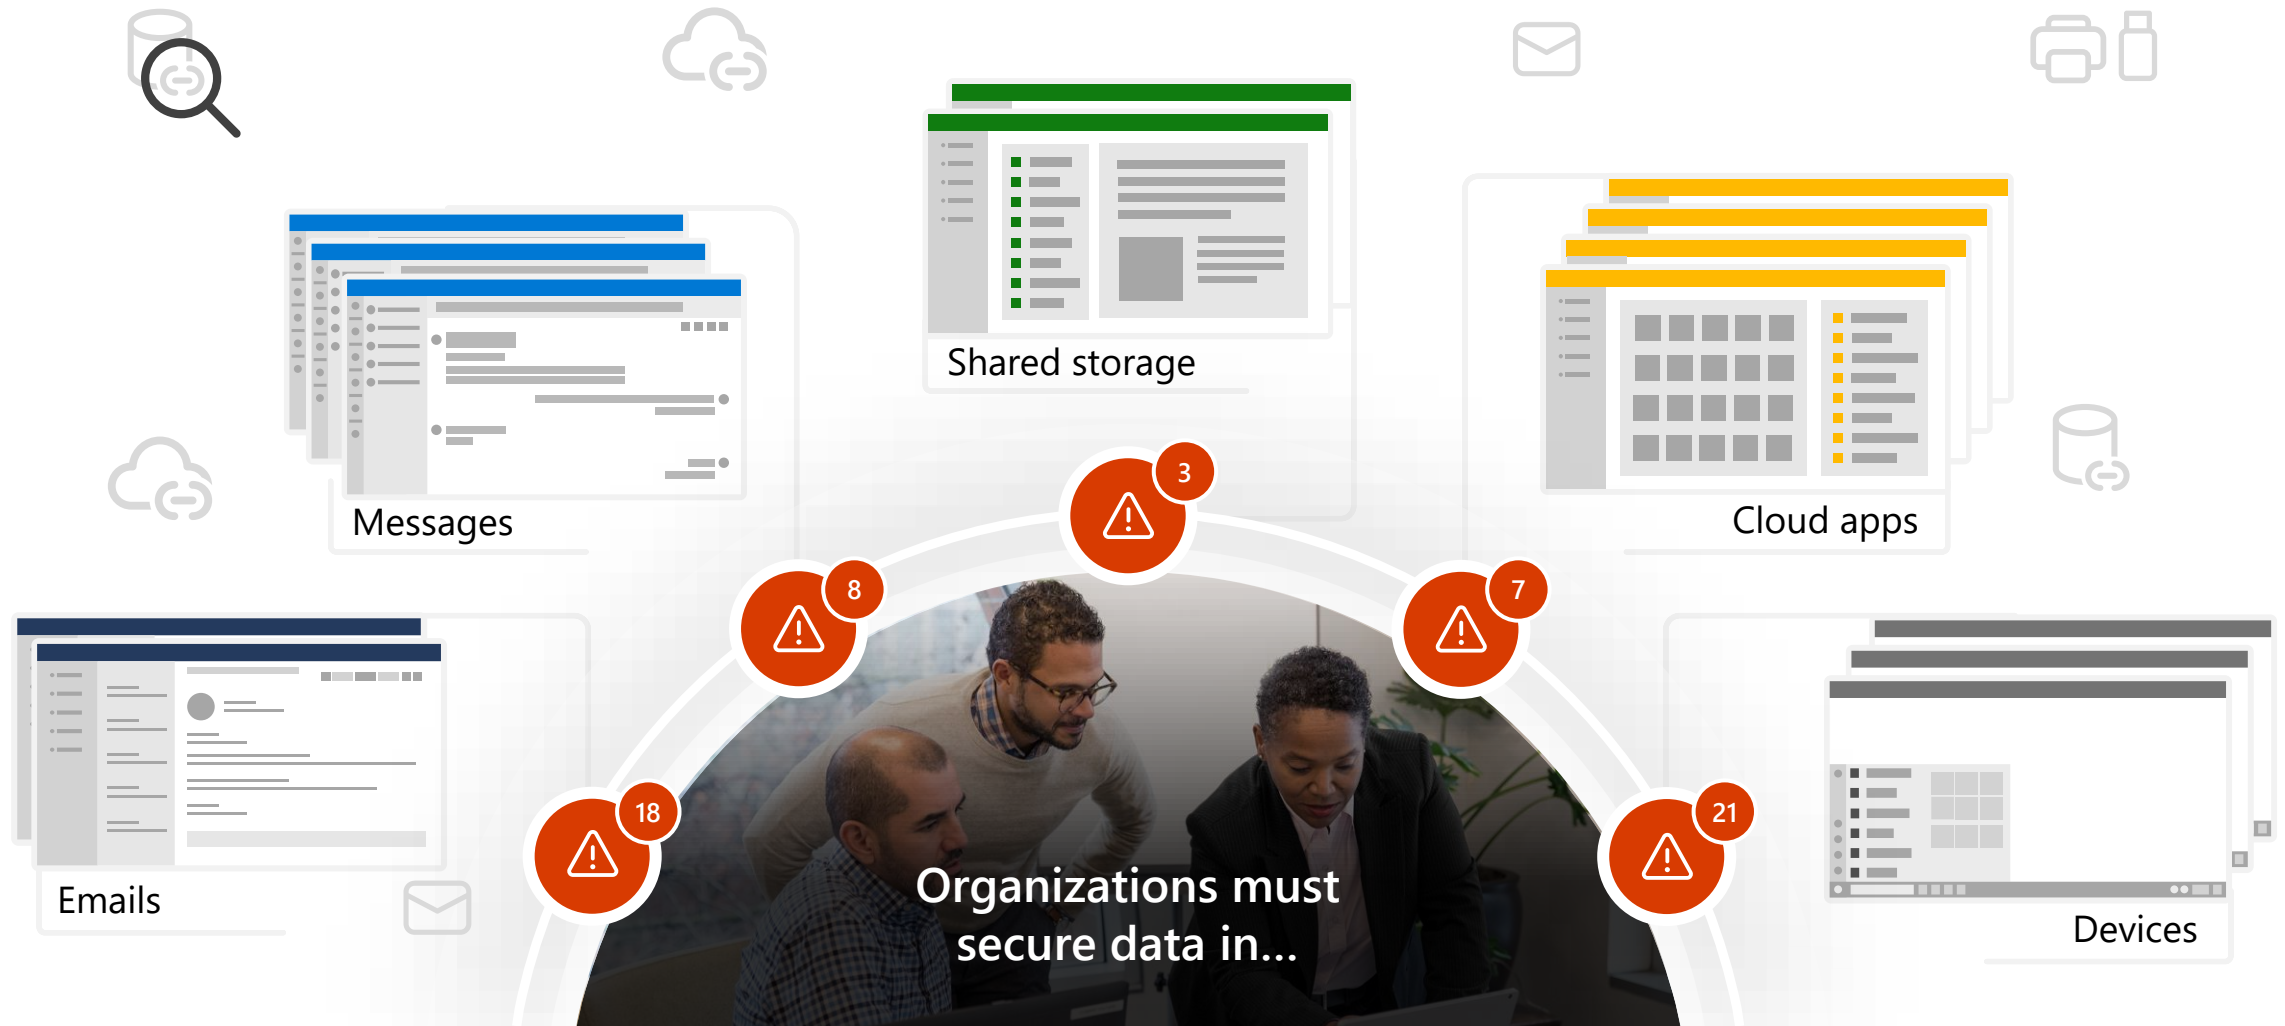 Shared storage
Messages
Cloud apps
3
8
7
Emails
18
21
Devices
Organizations must
secure data in...